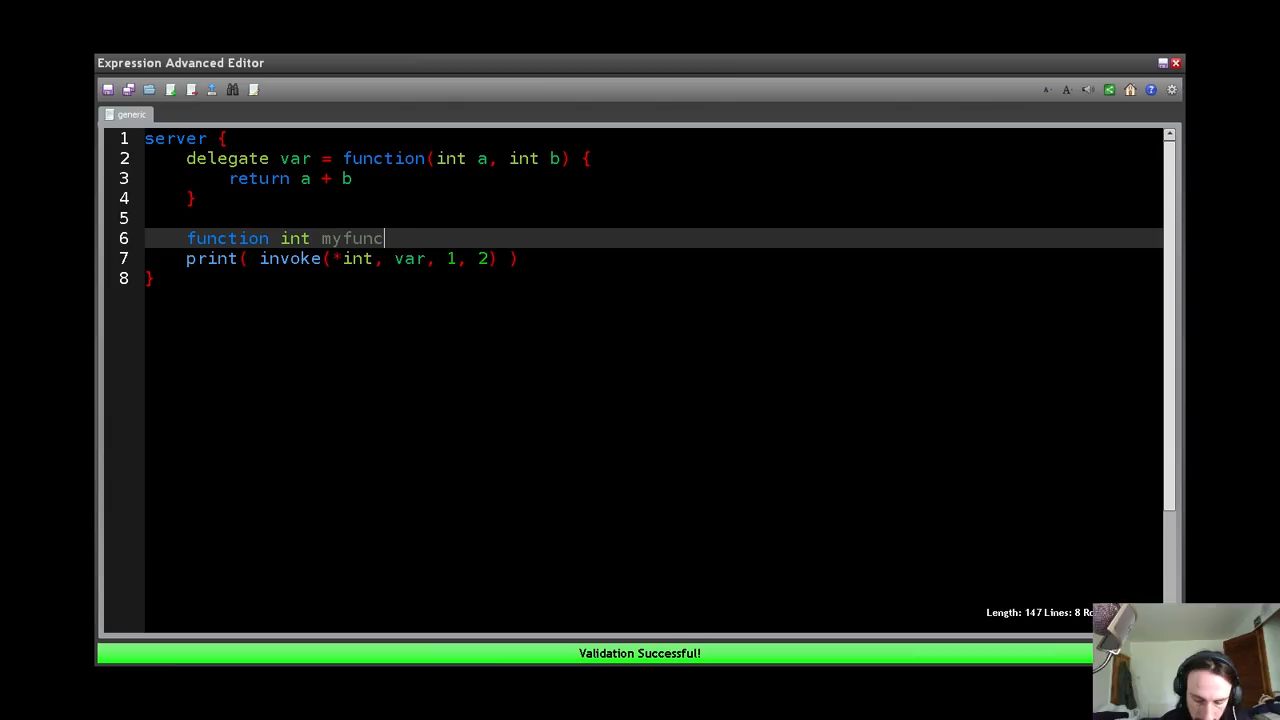 Expression Advanced Editor
generic
1 server {
2 delegate var = function(int a, int b) {
3 return a + b
4 }
5
6 function int myfunc
7 print( invoke(*int, var, 1, 2) )
8 }
Length: 147 Lines: 8
Validation Successful!